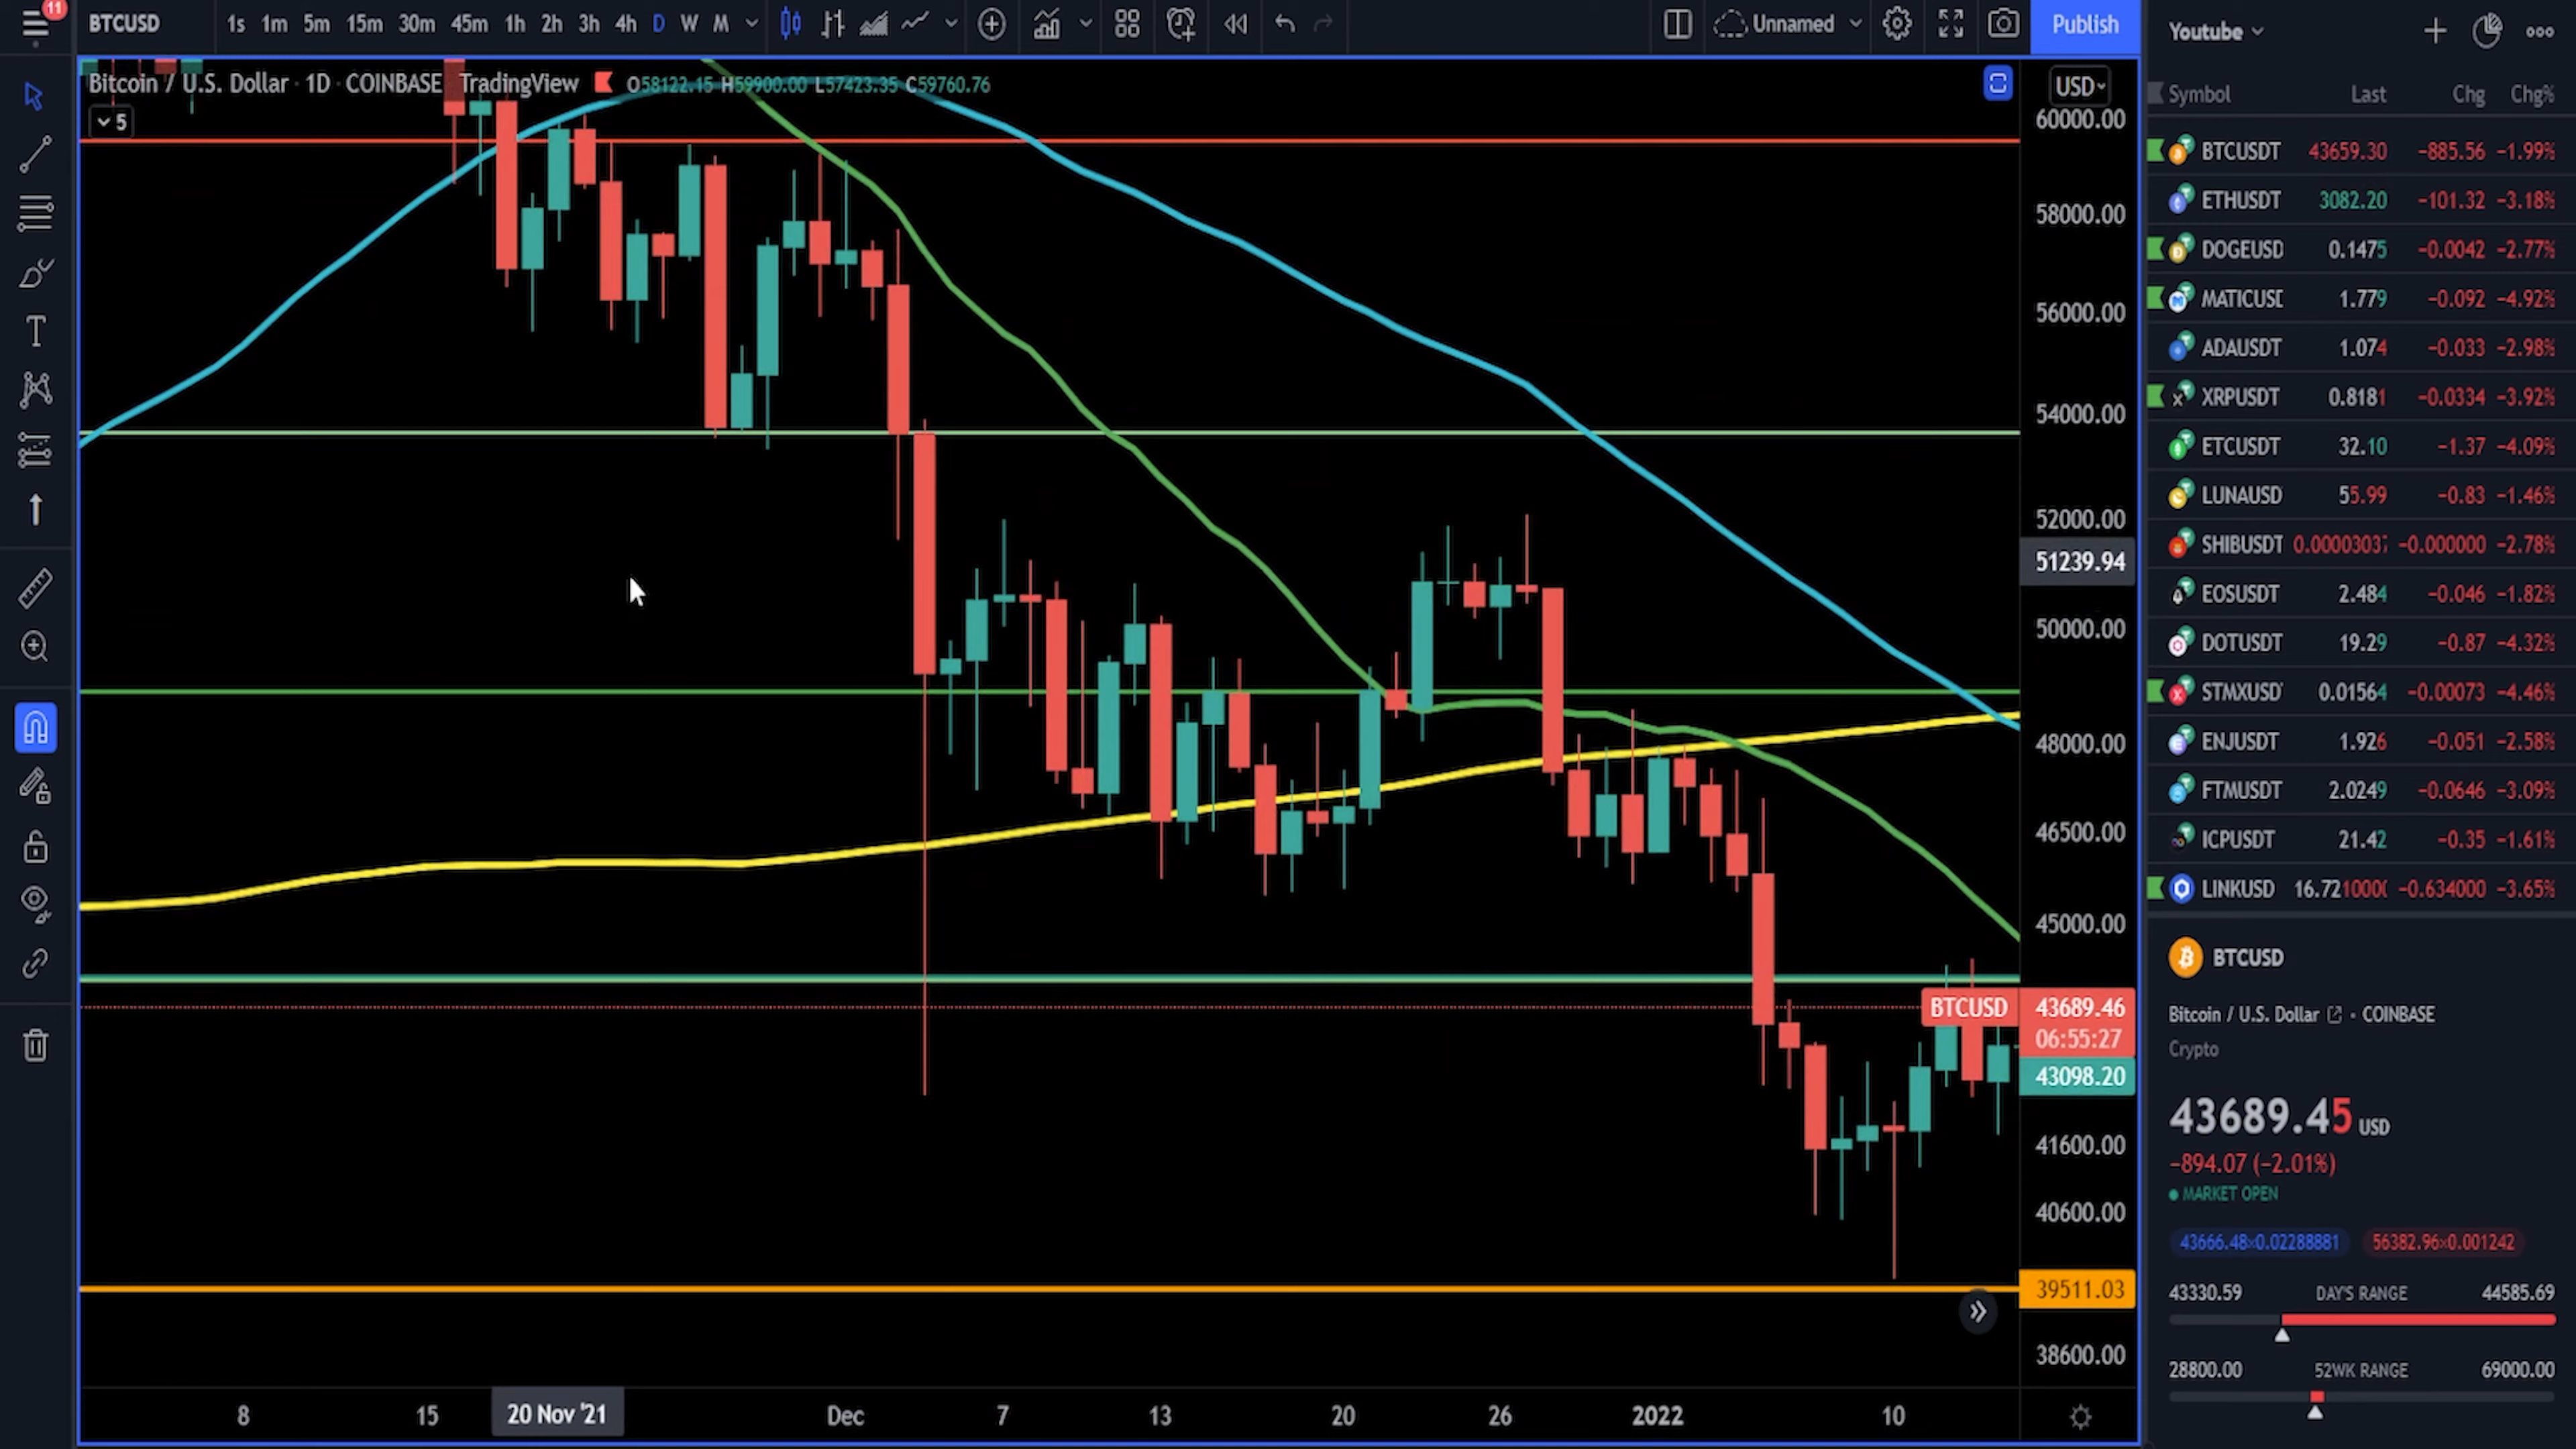 11
BTCUSD 1s 1m 5m 15m 30m 45m 1h 2h 3h 4h D W M Unnamed Publish
Bitcoin / U.S. Dollar · 1D · COINBASE TradingView O58122.15 H59900.00 L57423.35 C59760.76
5
USD
60000.00
58000.00
56000.00
54000.00
52000.00
51239.94
50000.00
48000.00
46500.00
45000.00
BTCUSD 43689.46
06:55:27
43098.20
41600.00
40600.00
39511.03
38600.00
8 15 20 Nov '21 Dec 7 13 20 26 2022 10
Youtube
Symbol Last Chg Chg%
BTCUSDT 43659.30 −885.56 −1.99%
ETHUSDT 3082.20 −101.32 −3.18%
DOGEUSD 0.1475 −0.0042 −2.77%
MATICUSD 1.779 −0.092 −4.92%
ADAUSDT 1.074 −0.033 −2.98%
XRPUSDT 0.8181 −0.0334 −3.92%
ETCUSDT 32.10 −1.37 −4.09%
LUNAUSD 55.99 −0.83 −1.46%
SHIBUSDT 0.00003037 −0.000000 −2.78%
EOSUSDT 2.484 −0.046 −1.82%
DOTUSDT 19.29 −0.87 −4.32%
STMXUSD 0.01564 −0.00073 −4.46%
ENJUSDT 1.926 −0.051 −2.58%
FTMUSDT 2.0249 −0.0646 −3.09%
ICPUSDT 21.42 −0.35 −1.61%
LINKUSD 16.721000 −0.634000 −3.65%
BTCUSD
Bitcoin / U.S. Dollar · COINBASE
Crypto
43689.45 USD
−894.07 (−2.01%)
MARKET OPEN
43666.48×0.02288881 56382.96×0.001242
43330.59 DAY'S RANGE 44585.69
28800.00 52WK RANGE 69000.00